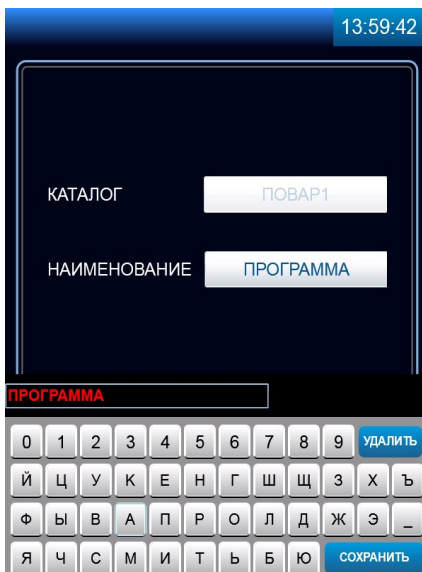 13:59:42
КАТАЛОГ ПОВАР1
НАИМЕНОВАНИЕ ПРОГРАММА
ПРОГРАММА
0 1 2 3 4 5 6 7 8 9 УДАЛИТЬ
Й Ц У К Е Н Г Ш Щ З Х Ъ
Ф Ы В А П Р О Л Д Ж Э _
Я Ч С М И Т Ь Б Ю СОХРАНИТЬ